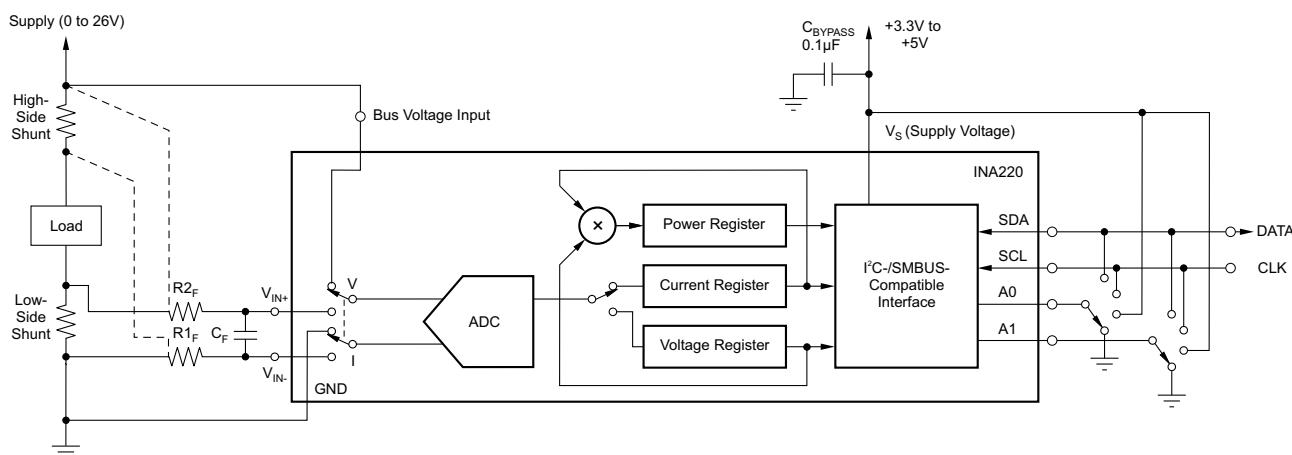 Supply (0 to 26V)
C_BYPASS
0.1µF
+3.3V to
+5V
High-
Side
Shunt
Bus Voltage Input
V_S (Supply Voltage)
INA220
Load
×
Power Register
SDA
DATA
Current Register
I²C-/SMBUS-
Compatible
Interface
SCL
CLK
Low-
Side
Shunt
R2_F
V_IN+
V
ADC
A0
R1_F
C_F
Voltage Register
A1
V_IN-
I
GND